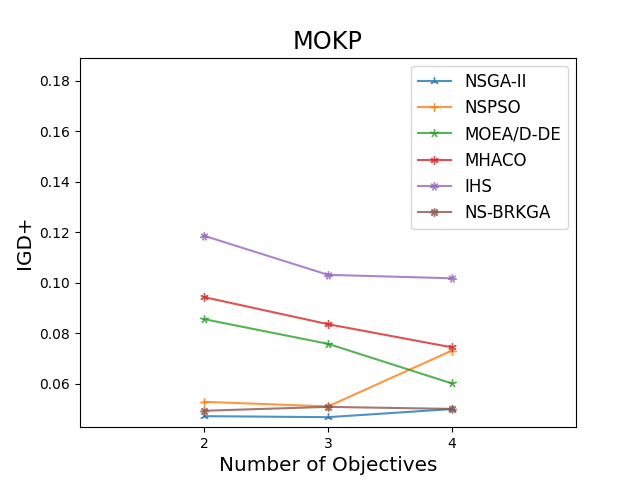 MOKP
NSGA-II
NSPSO
MOEA/D-DE
MHACO
IHS
NS-BRKGA
IGD+
0.18
0.16
0.14
0.12
0.10
0.08
0.06
2 3 4
Number of Objectives